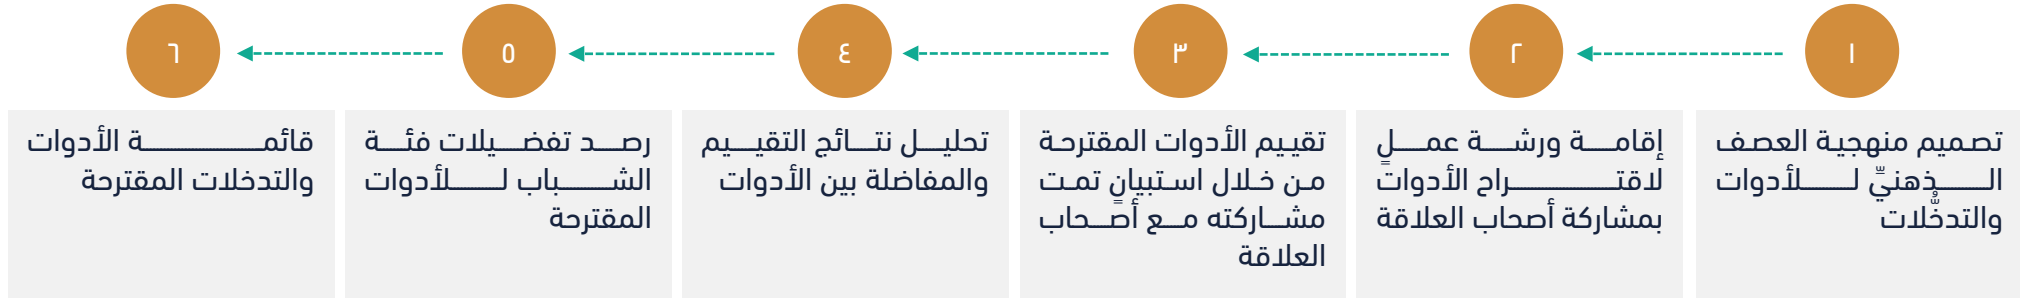 ١
تصميم منهجية العصف
الذهنيِّ للأدوات
والتدخُّلات
٢
إقامة ورشة عملٍ
لاقتراح الأدوات
بمشاركة أصحاب العلاقة
٣
تقييم الأدوات المقترحة
من خلال استبيانٍ تمت
مشاركته مع أصحاب
العلاقة
٤
تحليل نتائج التقييم
والمفاضلة بين الأدوات
٥
رصد تفضيلات فئة
الشباب للأدوات
المقترحة
٦
قائمة الأدوات
والتدخلات المقترحة